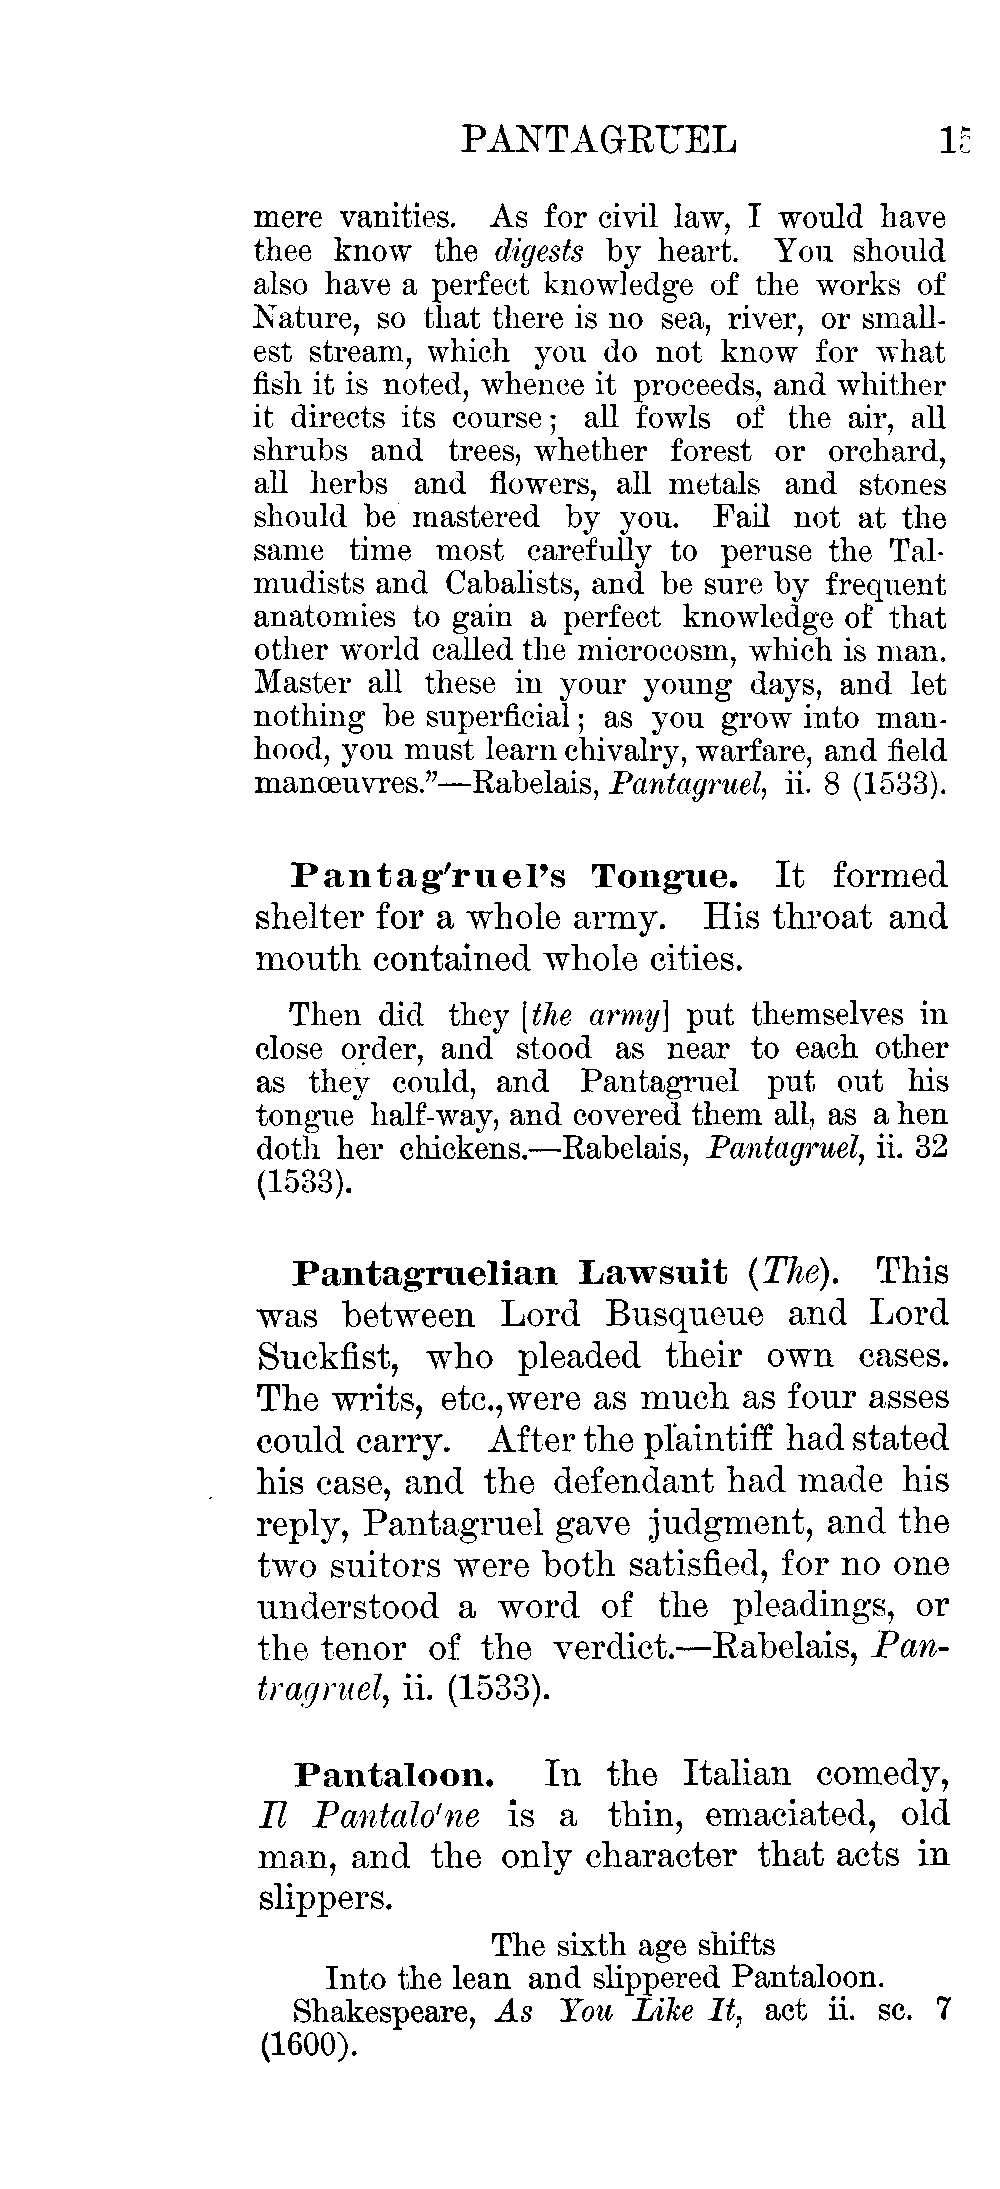 PANTAGRUEL
mere vanities. As for civil law, I would have
thee know the digests by heart. You should
also have a perfect knowledge of the works of
Nature, so that there is no sea, river, or small-
est stream, which you do not know for what
fish it is noted, whence it proceeds, and whither
it directs its course; all fowls of the air, all
shrubs and trees, whether forest or orchard,
all herbs and flowers, all metals and stones
should be mastered by you. Fail not at the
same time most carefully to peruse the Tal-
mudists and Cabalists, and be sure by frequent
anatomies to gain a perfect knowledge of that
other world called the microcosm, which is man.
Master all these in your young days, and let
nothing be superficial; as you grow into man-
hood, you must learn chivalry, warfare, and field
manœuvres.”—Rabelais, Pantagruel, ii. 8 (1533).
Pantag'ruel’s Tongue. It formed
shelter for a whole army. His throat and
mouth contained whole cities.
Then did they [the army] put themselves in
close order, and stood as near to each other
as they could, and Pantagruel put out his
tongue half-way, and covered them all, as a hen
doth her chickens.—Rabelais, Pantagruel, ii. 32
(1533).
Pantagruelian Lawsuit (The). This
was between Lord Busqueue and Lord
Suckfist, who pleaded their own cases.
The writs, etc., were as much as four asses
could carry. After the plaintiff had stated
his case, and the defendant had made his
reply, Pantagruel gave judgment, and the
two suitors were both satisfied, for no one
understood a word of the pleadings, or
the tenor of the verdict.—Rabelais, Pan-
tragruel, ii. (1533).
Pantaloon. In the Italian comedy,
Il Pantalo'ne is a thin, emaciated, old
man, and the only character that acts in
slippers.
The sixth age shifts
Into the lean and slippered Pantaloon.
Shakespeare, As You Like It, act ii. sc. 7
(1600).